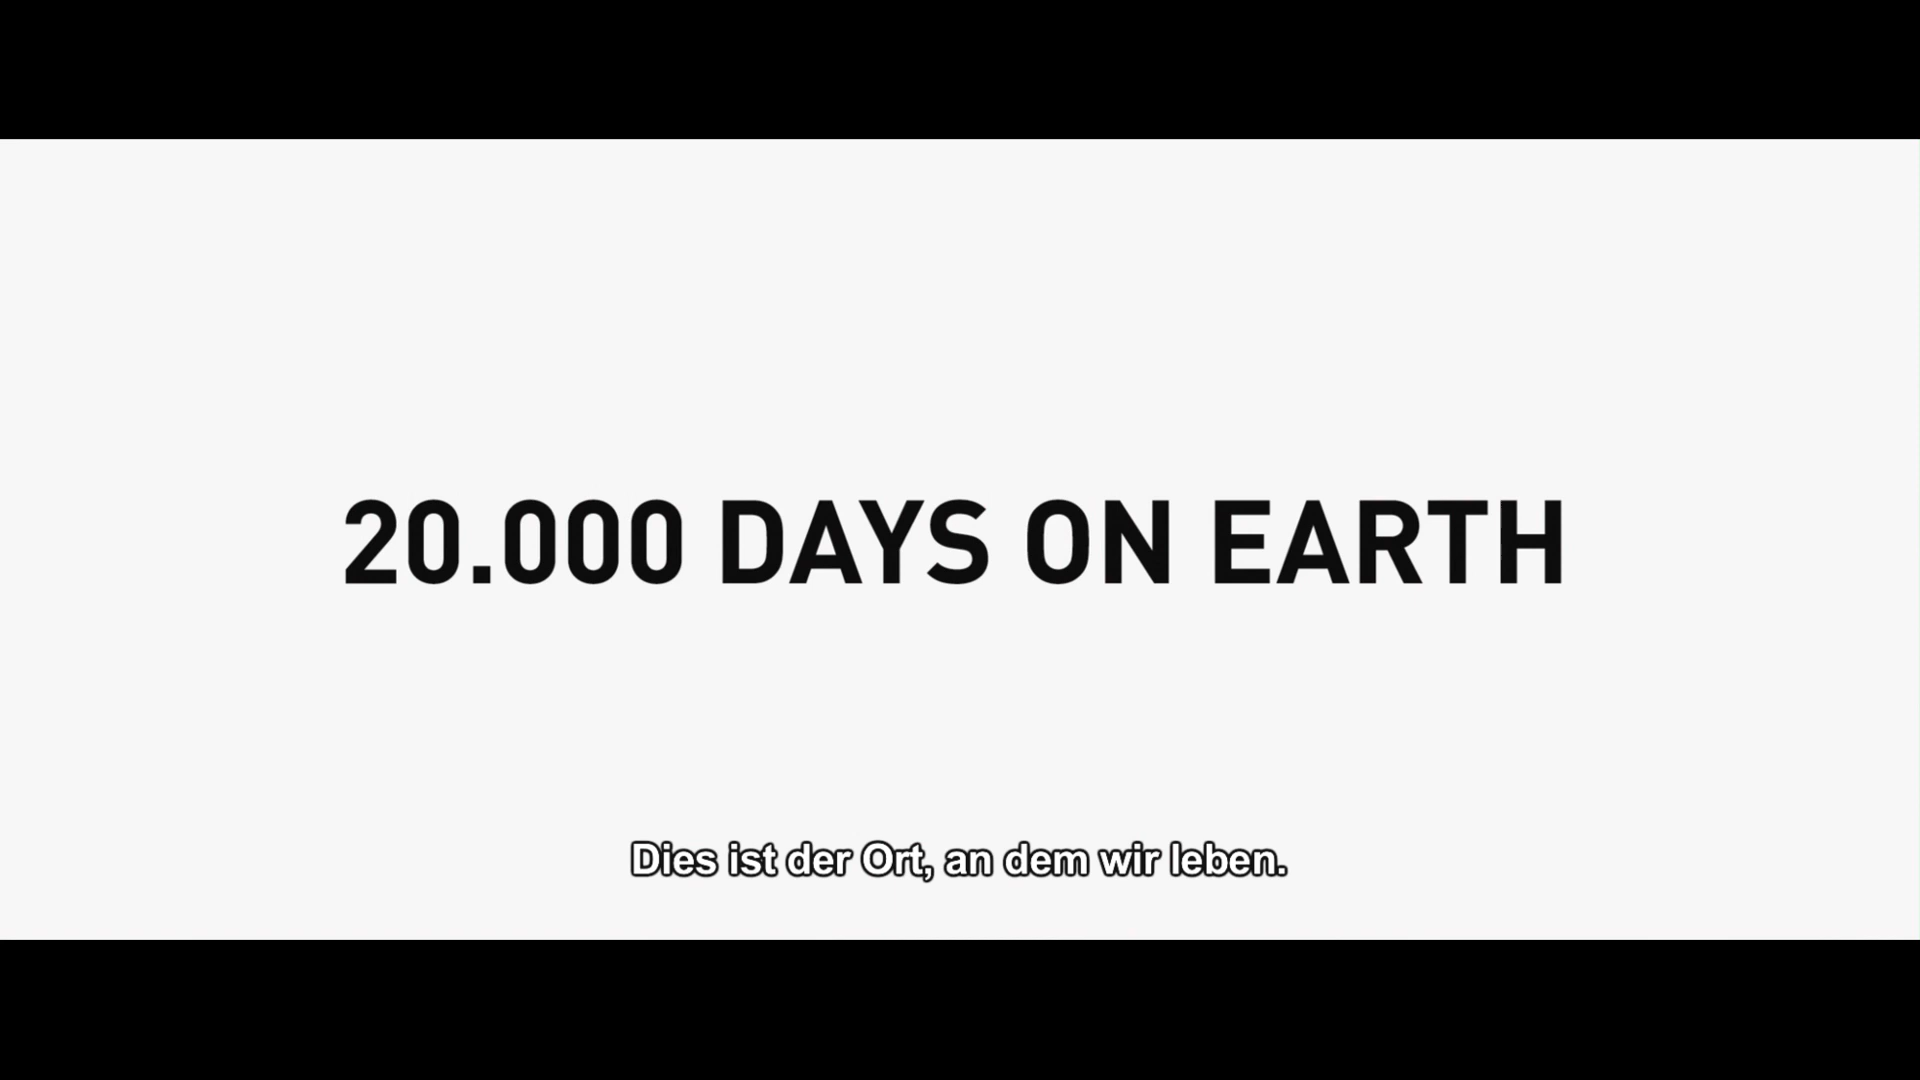 20.000 DAYS ON EARTH
Dies ist der Ort, an dem wir leben.